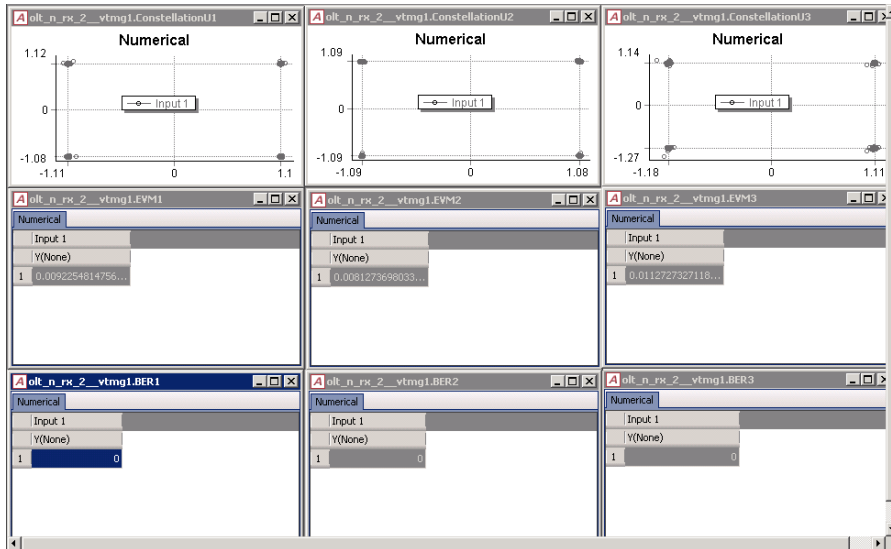 A olt_n_rx_2__vtmg1.ConstellationU1
Numerical
1.12
0
-1.08
-1.11
0
1.1
Input 1
A olt_n_rx_2__vtmg1.ConstellationU2
Numerical
1.09
0
-1.09
-1.09
0
1.08
Input 1
A olt_n_rx_2__vtmg1.ConstellationU3
Numerical
1.14
0
-1.27
-1.18
0
1.11
Input 1
A olt_n_rx_2__vtmg1.EVM1
Numerical
Input 1
Y(None)
1 0.0092254814756...
A olt_n_rx_2__vtmg1.EVM2
Numerical
Input 1
Y(None)
1 0.0081273698033...
A olt_n_rx_2__vtmg1.EVM3
Numerical
Input 1
Y(None)
1 0.0112727327118...
A olt_n_rx_2__vtmg1.BER1
Numerical
Input 1
Y(None)
1 0
A olt_n_rx_2__vtmg1.BER2
Numerical
Input 1
Y(None)
1 0
A olt_n_rx_2__vtmg1.BER3
Numerical
Input 1
Y(None)
1 0